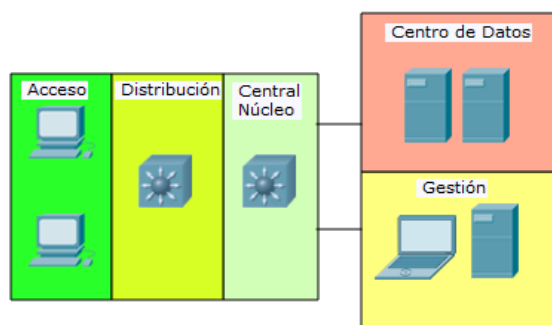 Centro de Datos
Acceso
Distribución
Central
Núcleo
Gestión